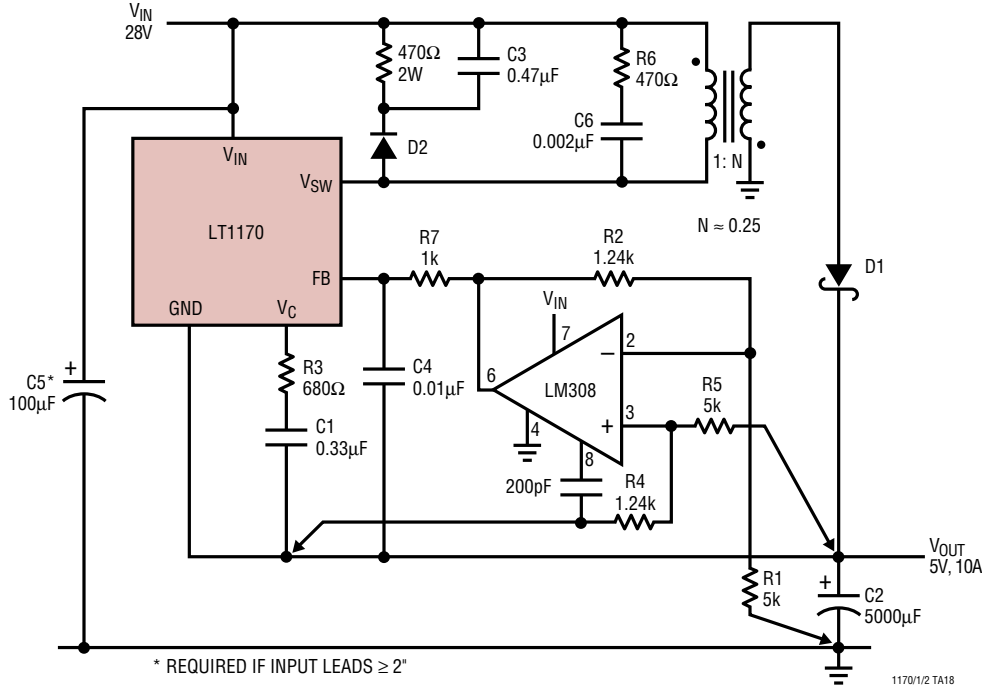 VIN
28V
470Ω
2W
C3
0.47µF
R6
470Ω
C6
0.002µF
D2
1: N
N ≈ 0.25
VIN
VSW
LT1170
FB
GND
VC
R7
1k
R2
1.24k
D1
VIN
7
2
−
6
LM308
3
+
4
8
R5
5k
C5*
100µF
+
R3
680Ω
C4
0.01µF
C1
0.33µF
200pF
R4
1.24k
VOUT
5V, 10A
R1
5k
+
C2
5000µF
* REQUIRED IF INPUT LEADS ≥ 2"
1170/1/2 TA18